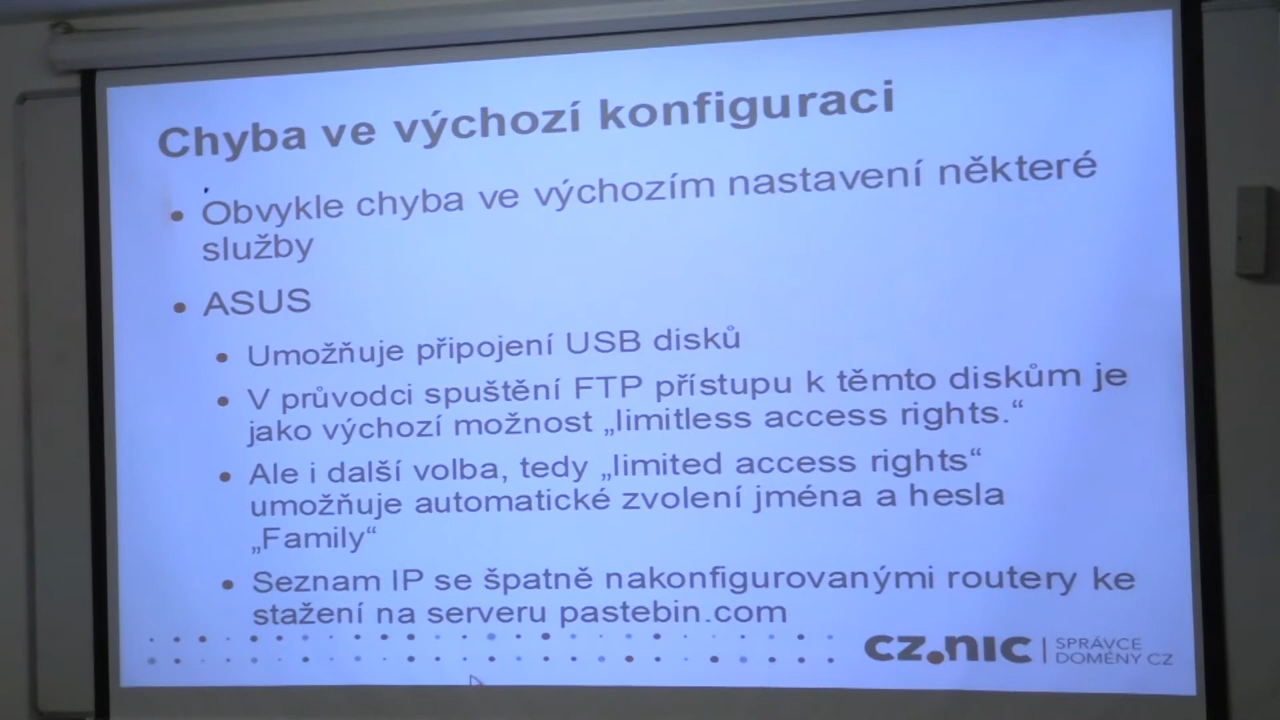 Chyba ve výchozí konfiguraci
• Obvykle chyba ve výchozím nastavení některé
služby
• ASUS
• Umožňuje připojení USB disků
• V průvodci spuštění FTP přístupu k těmto diskům je
jako výchozí možnost „limitless access rights.“
• Ale i další volba, tedy „limited access rights“
umožňuje automatické zvolení jména a hesla
„Family“
• Seznam IP se špatně nakonfigurovanými routery ke
stažení na serveru pastebin.com
CZ.NIC | SPRÁVCE
DOMÉNY CZ